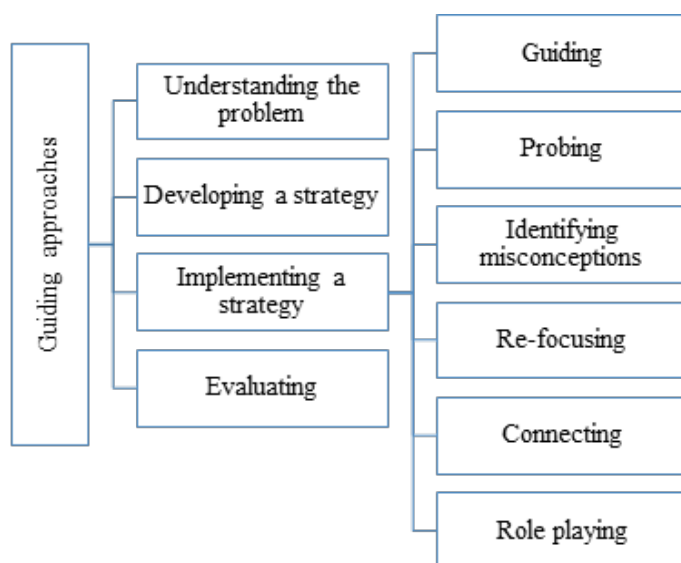 Guiding approaches
Understanding the
problem
Developing a strategy
Implementing a
strategy
Evaluating
Guiding
Probing
Identifying
misconceptions
Re-focusing
Connecting
Role playing